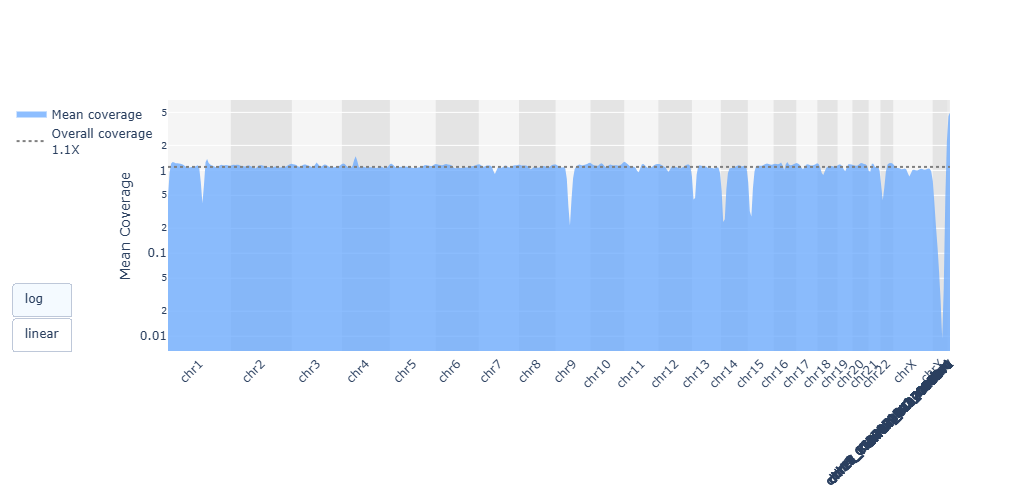 Mean coverage
Overall coverage
1.1X
Mean Coverage
5
2
1
5
2
0.1
5
2
0.01
log
linear
chr1
chr2
chr3
chr4
chr5
chr6
chr7
chr8
chr9
chr10
chr11
chr12
chr13
chr14
chr15
chr16
chr17
chr18
chr19
chr20
chr21
chr22
chrX